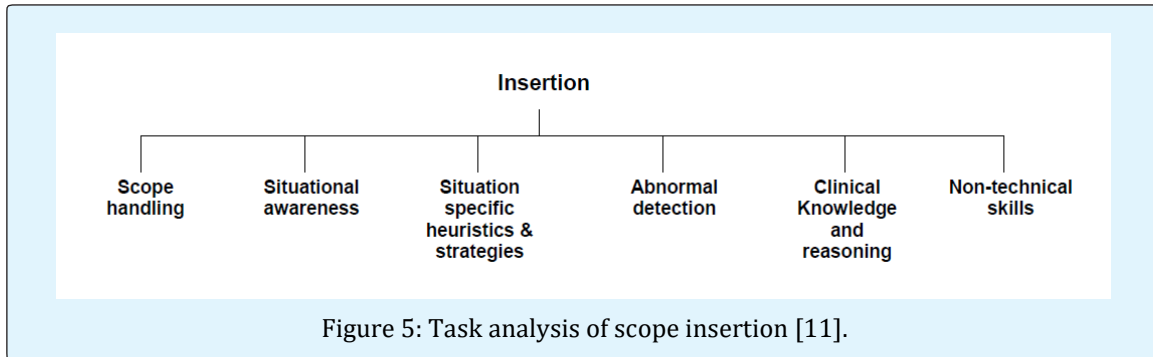 Insertion
Scope
handling
Situational
awareness
Situation
specific
heuristics &
strategies
Abnormal
detection
Clinical
Knowledge
and
reasoning
Non-technical
skills
Figure 5: Task analysis of scope insertion [11].